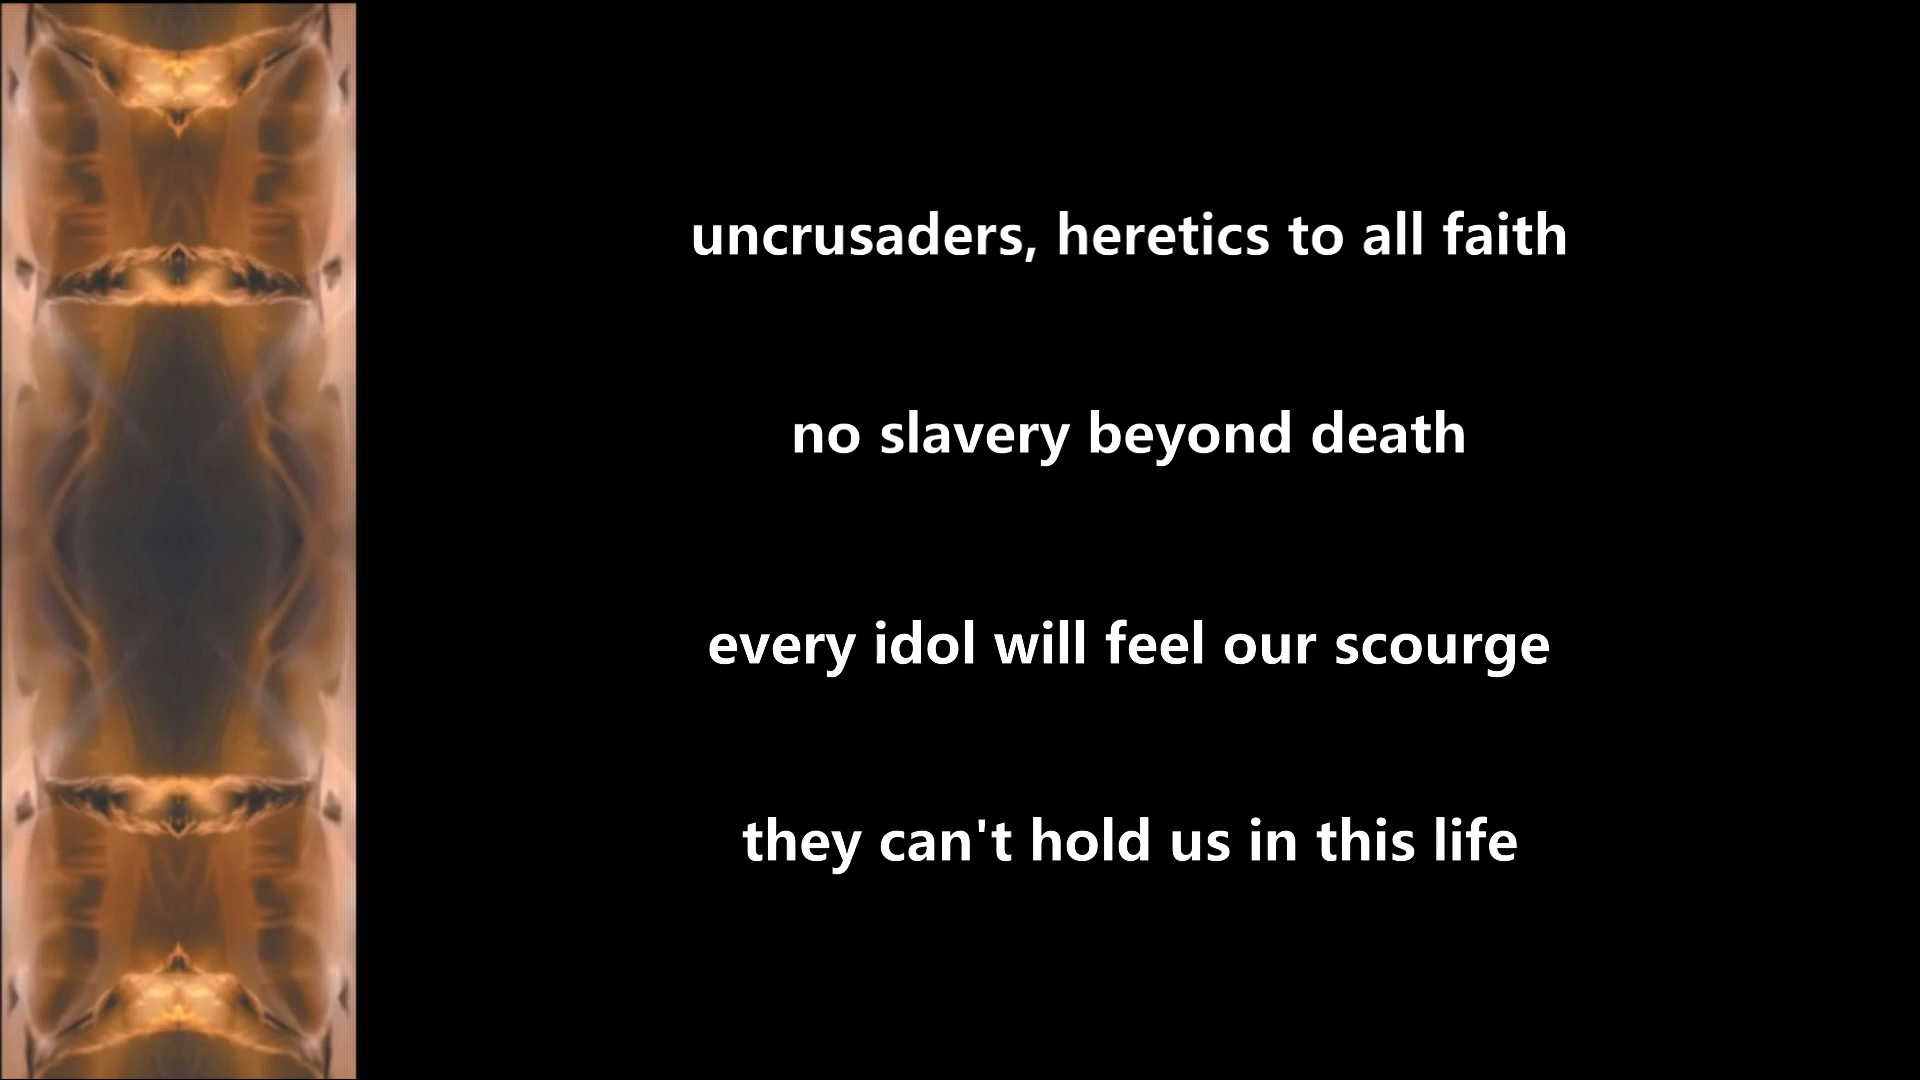 uncrusaders, heretics to all faith
no slavery beyond death
every idol will feel our scourge
they can't hold us in this life